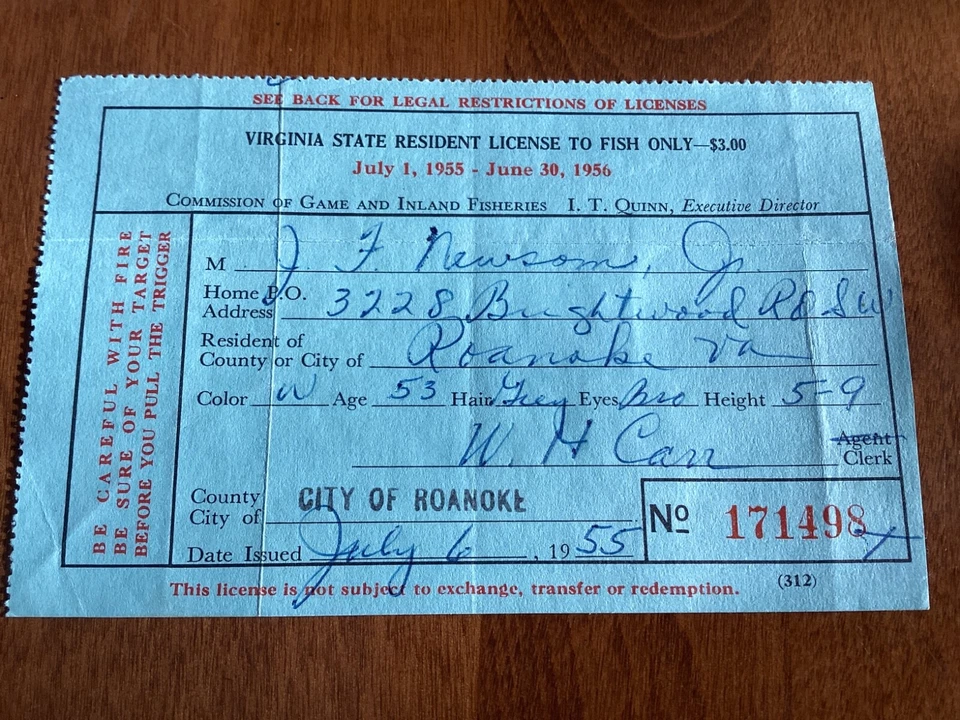 SEE BACK FOR LEGAL RESTRICTIONS OF LICENSES
VIRGINIA STATE RESIDENT LICENSE TO FISH ONLY—$3.00
July 1, 1955 - June 30, 1956
COMMISSION OF GAME AND INLAND FISHERIES I. T. QUINN, Executive Director
BE CAREFUL WITH FIRE
BE SURE OF YOUR TARGET
BEFORE YOU PULL THE TRIGGER
M J. F. Newsom, Jr
Home P.O.
Address 3228 Brightwood Rd SW
Resident of
County or City of Roanoke Va
Color W Age 53 Hair Grey Eyes Bro Height 5-9
W. H Carr Agent
Clerk
County
City of CITY OF ROANOKE
Date Issued July 6, 1955
No 171498
This license is not subject to exchange, transfer or redemption. (312)